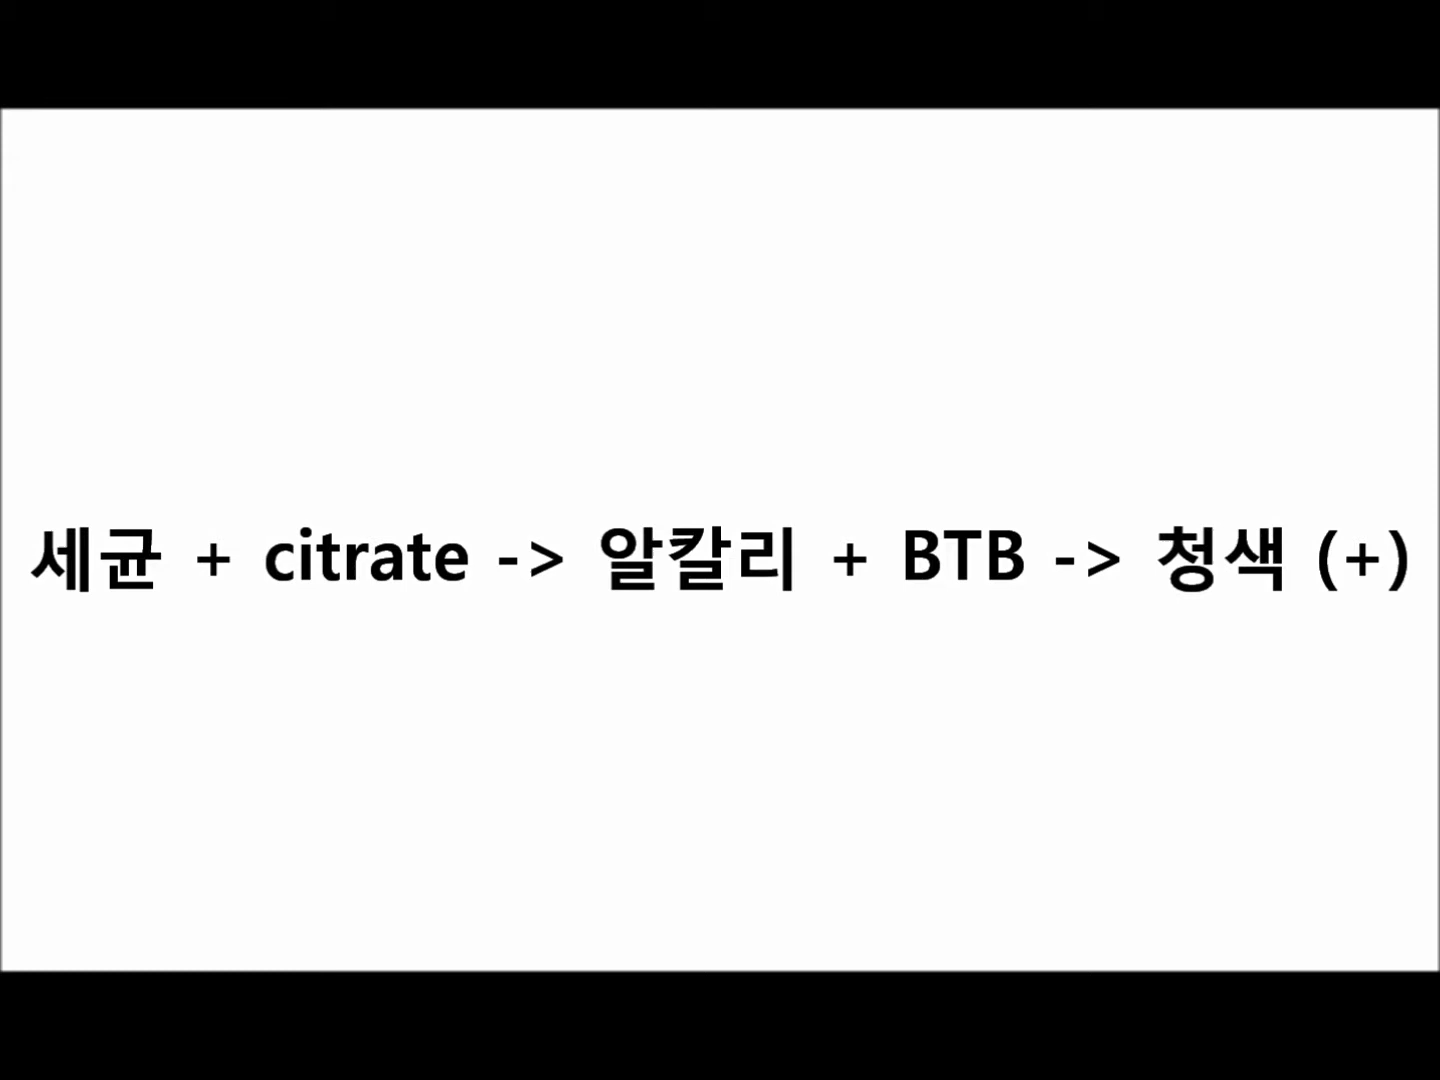 세균 + citrate -> 알칼리 + BTB -> 청색 (+)